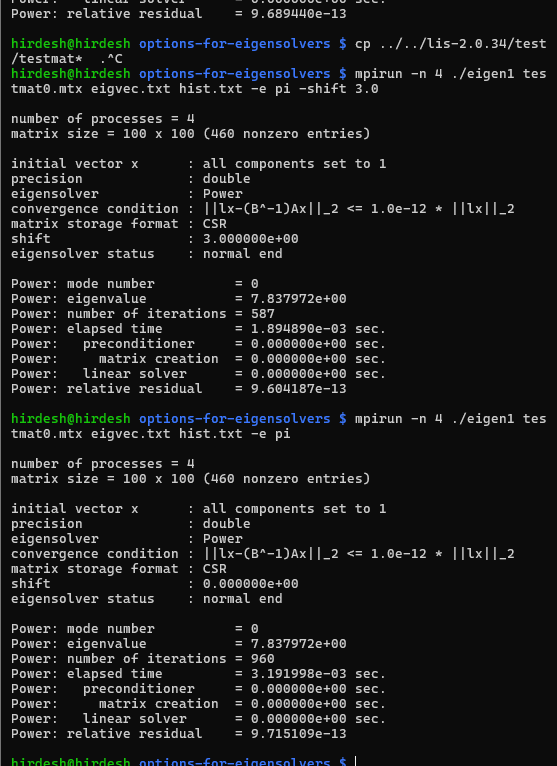 Power:   linear solver       = 0.000000e+00 sec.
Power: relative residual    = 9.689440e-13

hirdesh@hirdesh options-for-eigensolvers $ cp ../../lis-2.0.34/test
/testmat*  .^C
hirdesh@hirdesh options-for-eigensolvers $ mpirun -n 4 ./eigen1 tes
tmat0.mtx eigvec.txt hist.txt -e pi -shift 3.0

number of processes = 4
matrix size = 100 x 100 (460 nonzero entries)

initial vector x      : all components set to 1
precision             : double
eigensolver           : Power
convergence condition : ||lx-(B^-1)Ax||_2 <= 1.0e-12 * ||lx||_2
matrix storage format : CSR
shift                 : 3.000000e+00
eigensolver status    : normal end

Power: mode number          = 0
Power: eigenvalue           = 7.837972e+00
Power: number of iterations = 587
Power: elapsed time         = 1.894890e-03 sec.
Power:   preconditioner     = 0.000000e+00 sec.
Power:     matrix creation  = 0.000000e+00 sec.
Power:   linear solver      = 0.000000e+00 sec.
Power: relative residual    = 9.604187e-13

hirdesh@hirdesh options-for-eigensolvers $ mpirun -n 4 ./eigen1 tes
tmat0.mtx eigvec.txt hist.txt -e pi

number of processes = 4
matrix size = 100 x 100 (460 nonzero entries)

initial vector x      : all components set to 1
precision             : double
eigensolver           : Power
convergence condition : ||lx-(B^-1)Ax||_2 <= 1.0e-12 * ||lx||_2
matrix storage format : CSR
shift                 : 0.000000e+00
eigensolver status    : normal end

Power: mode number          = 0
Power: eigenvalue           = 7.837972e+00
Power: number of iterations = 960
Power: elapsed time         = 3.191998e-03 sec.
Power:   preconditioner     = 0.000000e+00 sec.
Power:     matrix creation  = 0.000000e+00 sec.
Power:   linear solver      = 0.000000e+00 sec.
Power: relative residual    = 9.715109e-13

hirdesh@hirdesh options-for-eigensolvers $